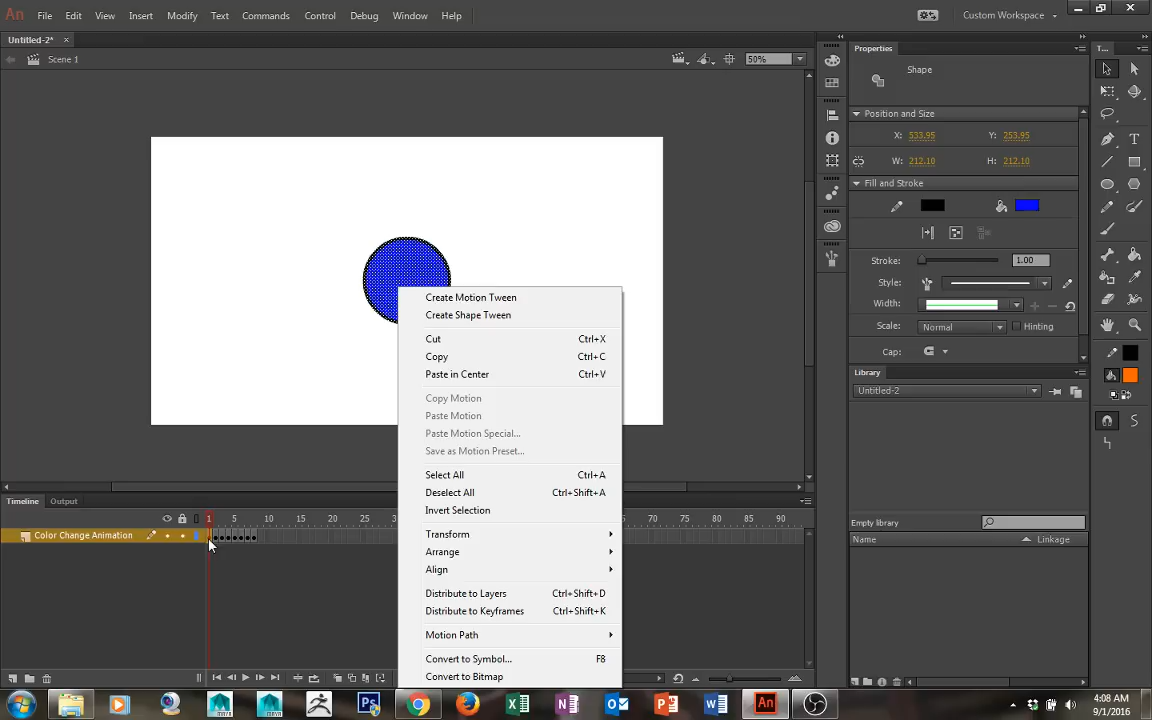 An File Edit View Insert Modify Text Commands Control Debug Window Help Custom Workspace
Untitled-2* ×
Scene 1 50%
Properties T...
Shape
Position and Size
X: 533.95 Y: 253.95
W: 212.10 H: 212.10
Fill and Stroke
Stroke: 1.00
Style:
Width:
Scale: Normal Hinting
Cap:
Library
Untitled-2
Empty library
Name Linkage
Create Motion Tween
Create Shape Tween
Cut Ctrl+X
Copy Ctrl+C
Paste in Center Ctrl+V
Copy Motion
Paste Motion
Paste Motion Special...
Save as Motion Preset...
Select All Ctrl+A
Deselect All Ctrl+Shift+A
Invert Selection
Transform
Arrange
Align
Distribute to Layers Ctrl+Shift+D
Distribute to Keyframes Ctrl+Shift+K
Motion Path
Convert to Symbol... F8
Convert to Bitmap
Timeline Output
1 5 10 15 20 25 30 65 70 75 80 85 90
Color Change Animation
4:08 AM
9/1/2016